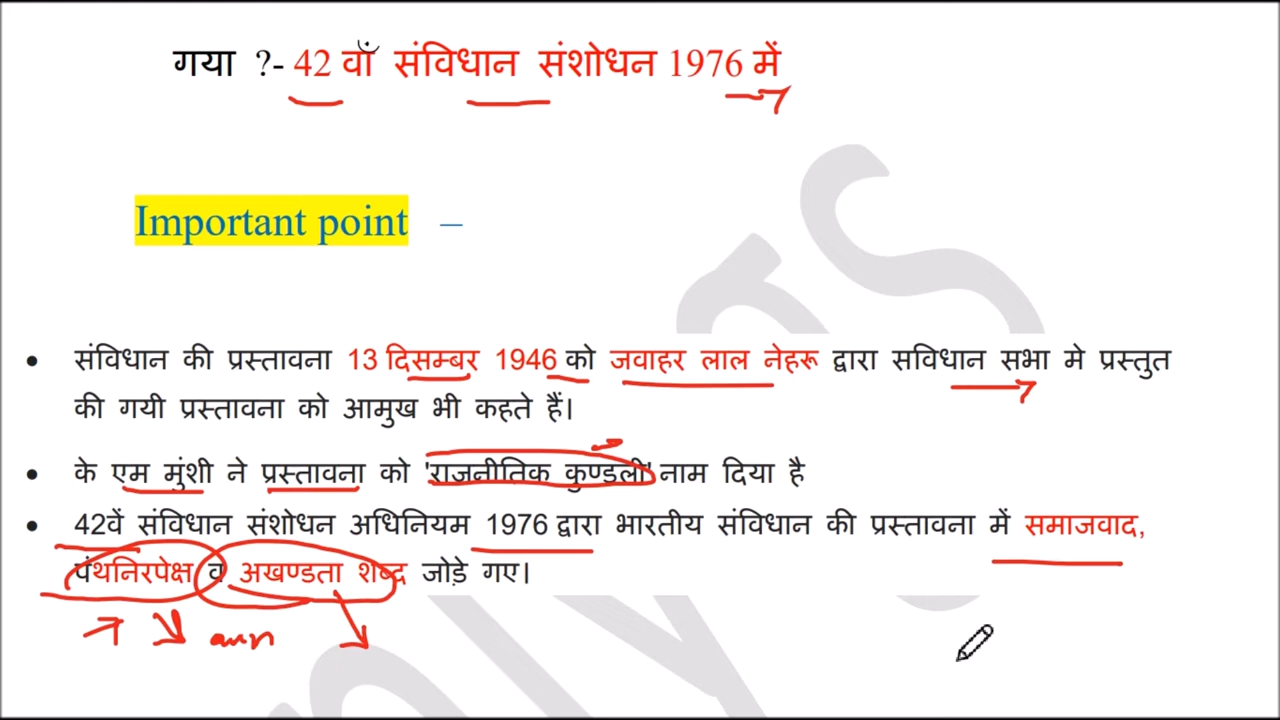 गया ?- 42 वाँ संविधान संशोधन 1976 में
Important point –
• संविधान की प्रस्तावना 13 दिसम्बर 1946 को जवाहर लाल नेहरू द्वारा सविधान सभा मे प्रस्तुत
की गयी प्रस्तावना को आमुख भी कहते हैं।
• के एम मुंशी ने प्रस्तावना को 'राजनीतिक कुण्डली' नाम दिया है
• 42वें संविधान संशोधन अधिनियम 1976 द्वारा भारतीय संविधान की प्रस्तावना में समाजवाद,
पंथनिरपेक्ष व अखण्डता शब्द जोड़े गए।